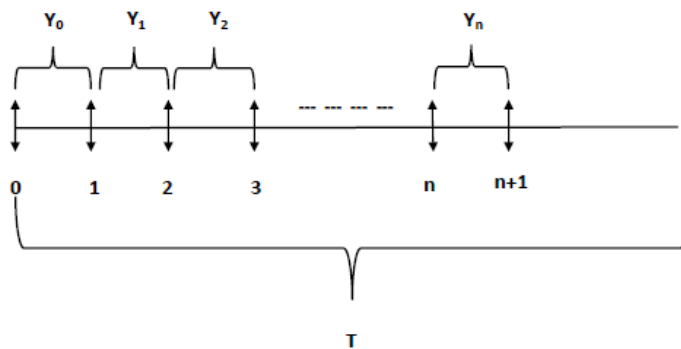 Y₀ Y₁ Y₂ Yₙ
--- --- --- ---
0 1 2 3 n n+1
T